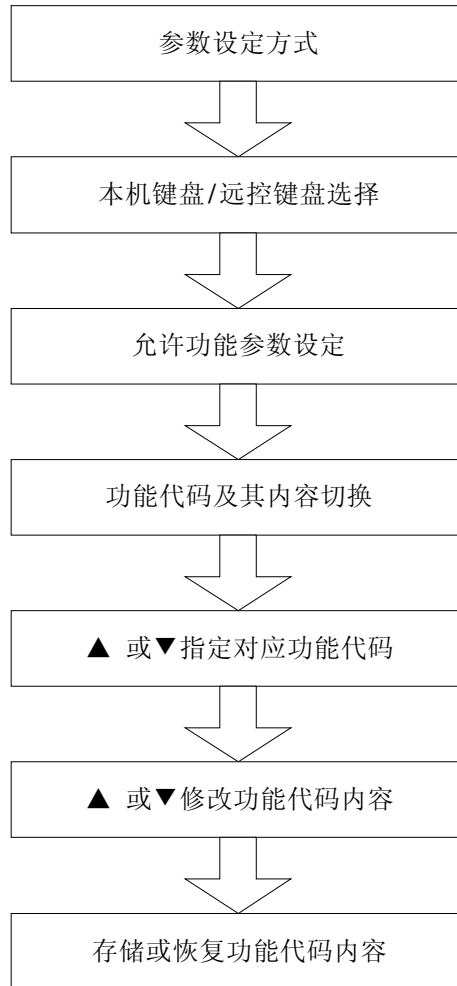 参数设定方式
本机键盘/远控键盘选择
允许功能参数设定
功能代码及其内容切换
▲ 或▼指定对应功能代码
▲ 或▼修改功能代码内容
存储或恢复功能代码内容